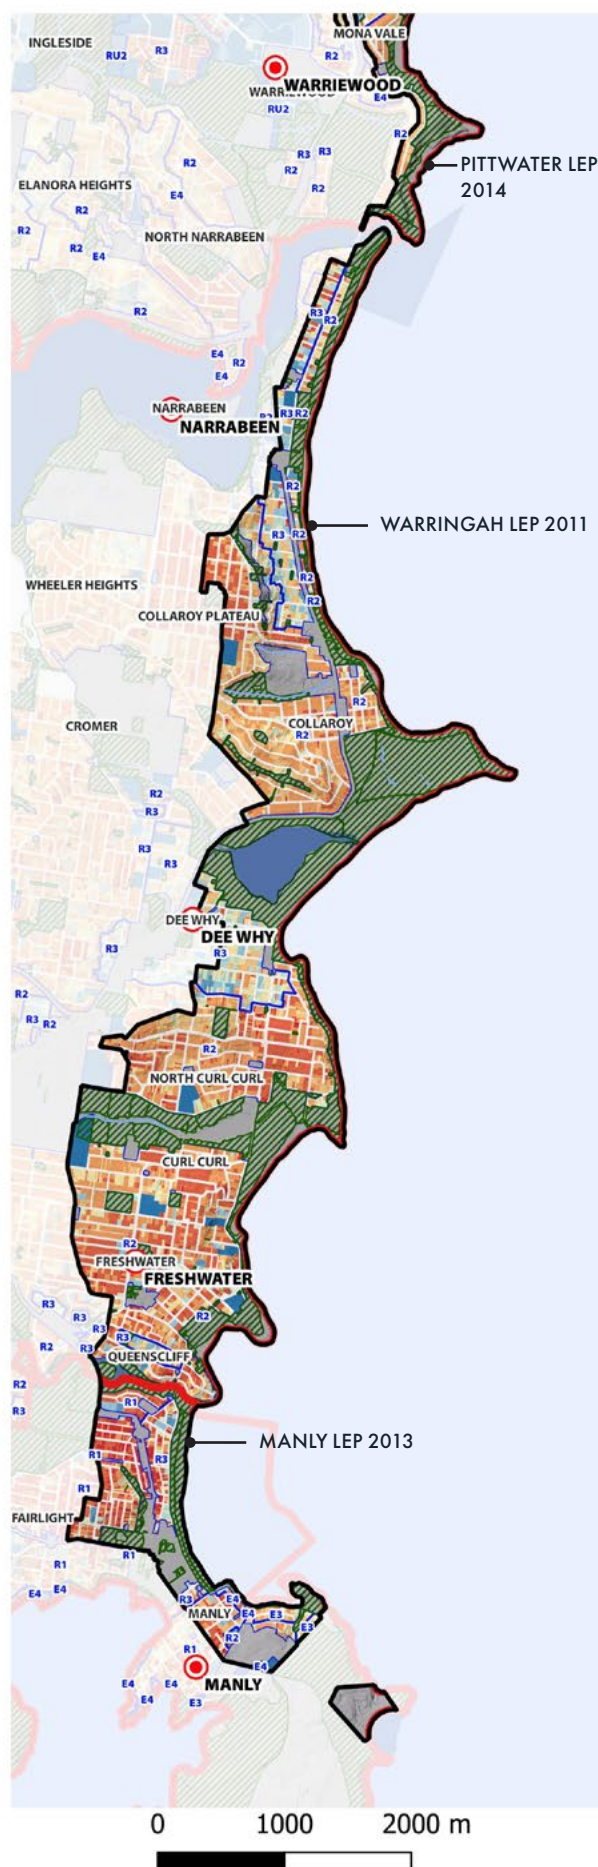 MONA VALE
INGLESIDE
RU2
R3
R2
WARRIEWOOD
E4
RU2
R2
R3
R3
R2
R2
PITTWATER LEP
2014
R2
E4
ELANORA HEIGHTS
R2
R2
NORTH NARRABEEN
R2
E4
R2
R3
R2
E4
R2
E4
NARRABEEN
R3 R2
NARRABEEN
R2
WARRINGAH LEP 2011
R3
R2
R2
WHEELER HEIGHTS
R2
COLLAROY PLATEAU
R2
CROMER
COLLAROY
R2
R2
R3
R3
R3
DEE WHY
DEE WHY
R3
R3
R2
R3
R2
R2
NORTH CURL CURL
CURL CURL
R2
FRESHWATER
FRESHWATER
R3
R3
R2
R3
R3
R2
R3
QUEENSCLIFF
R2
R3
R1
MANLY LEP 2013
R1
R3
R1
FAIRLIGHT
R1
R1
E4
E4
R3
E4
MANLY
E4
E3
E3
R2
R1
E4
MANLY
E4
E4
E4
E3
0 1000 2000 m